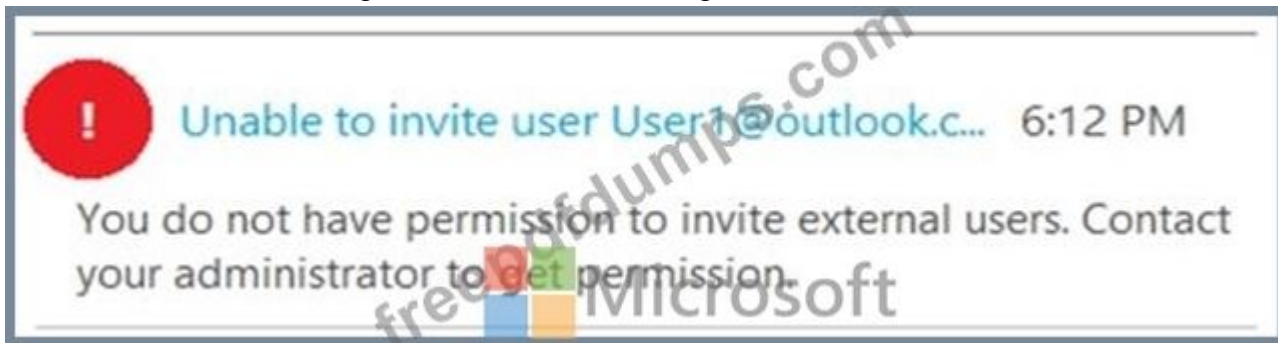 Unable to invite user User1@outlook.c... 6:12 PM
You do not have permission to invite external users. Contact
your administrator to get permission.
freepdfdumps.com
Microsoft